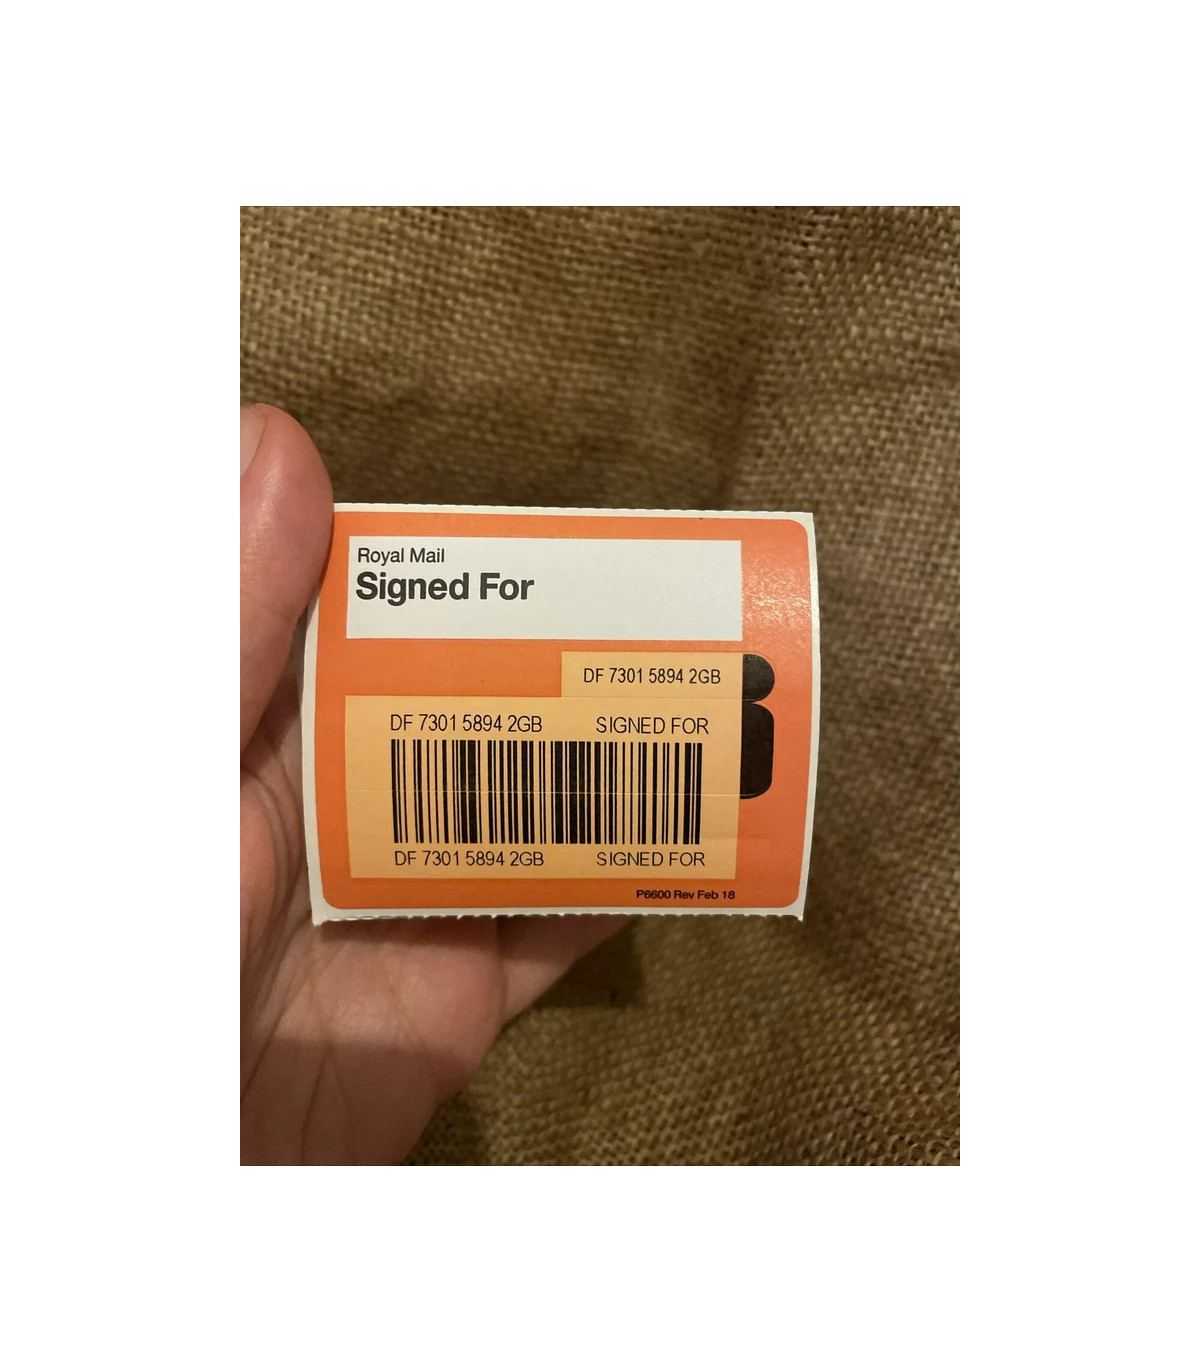 Royal Mail
Signed For
DF 7301 5894 2GB
DF 7301 5894 2GB SIGNED FOR
DF 7301 5894 2GB SIGNED FOR
P6600 Rev Feb 18